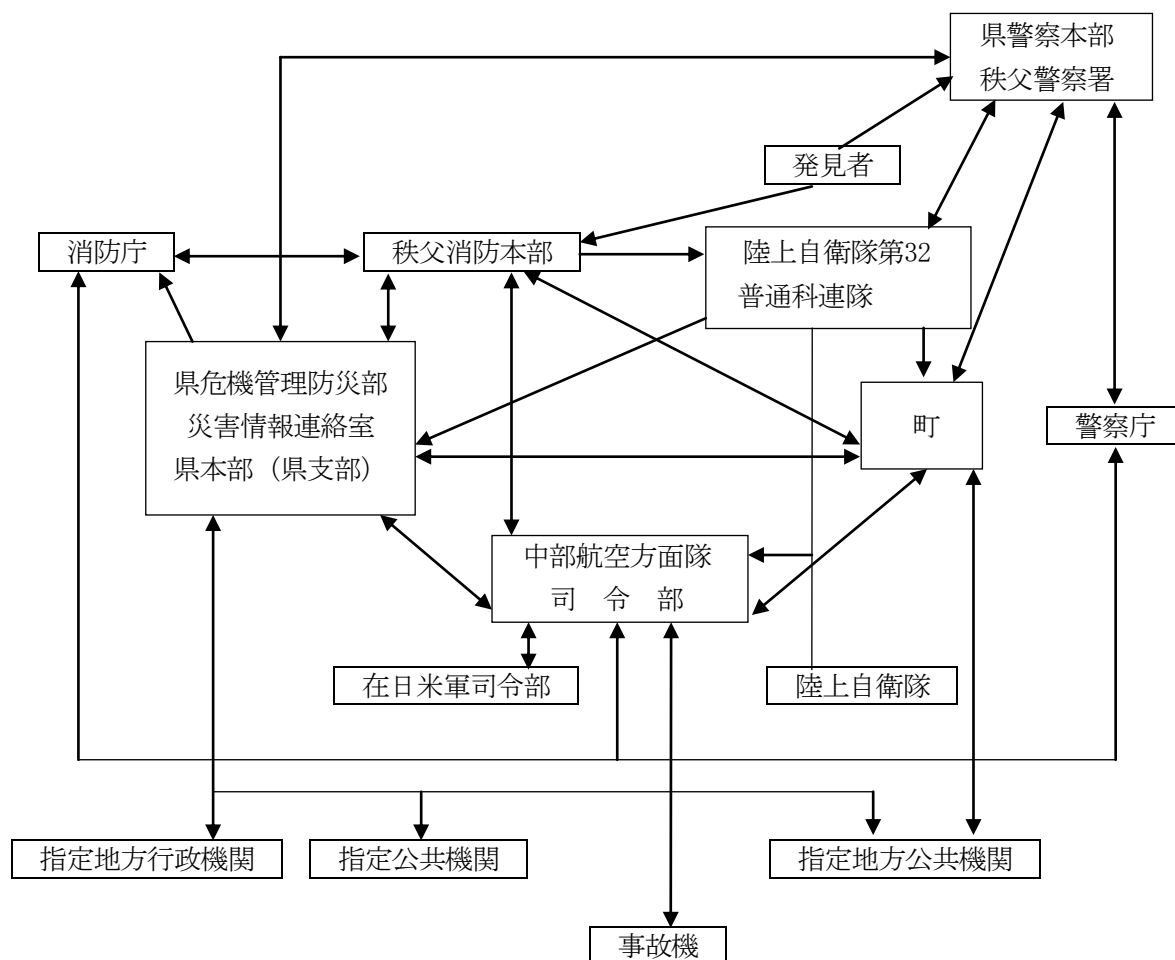 県警察本部
秩父警察署
発見者
消防庁
秩父消防本部
陸上自衛隊第32
普通科連隊
県危機管理防災部
災害情報連絡室
県本部（県支部）
町
警察庁
中部航空方面隊
司　令　部
在日米軍司令部
陸上自衛隊
指定地方行政機関
指定公共機関
指定地方公共機関
事故機